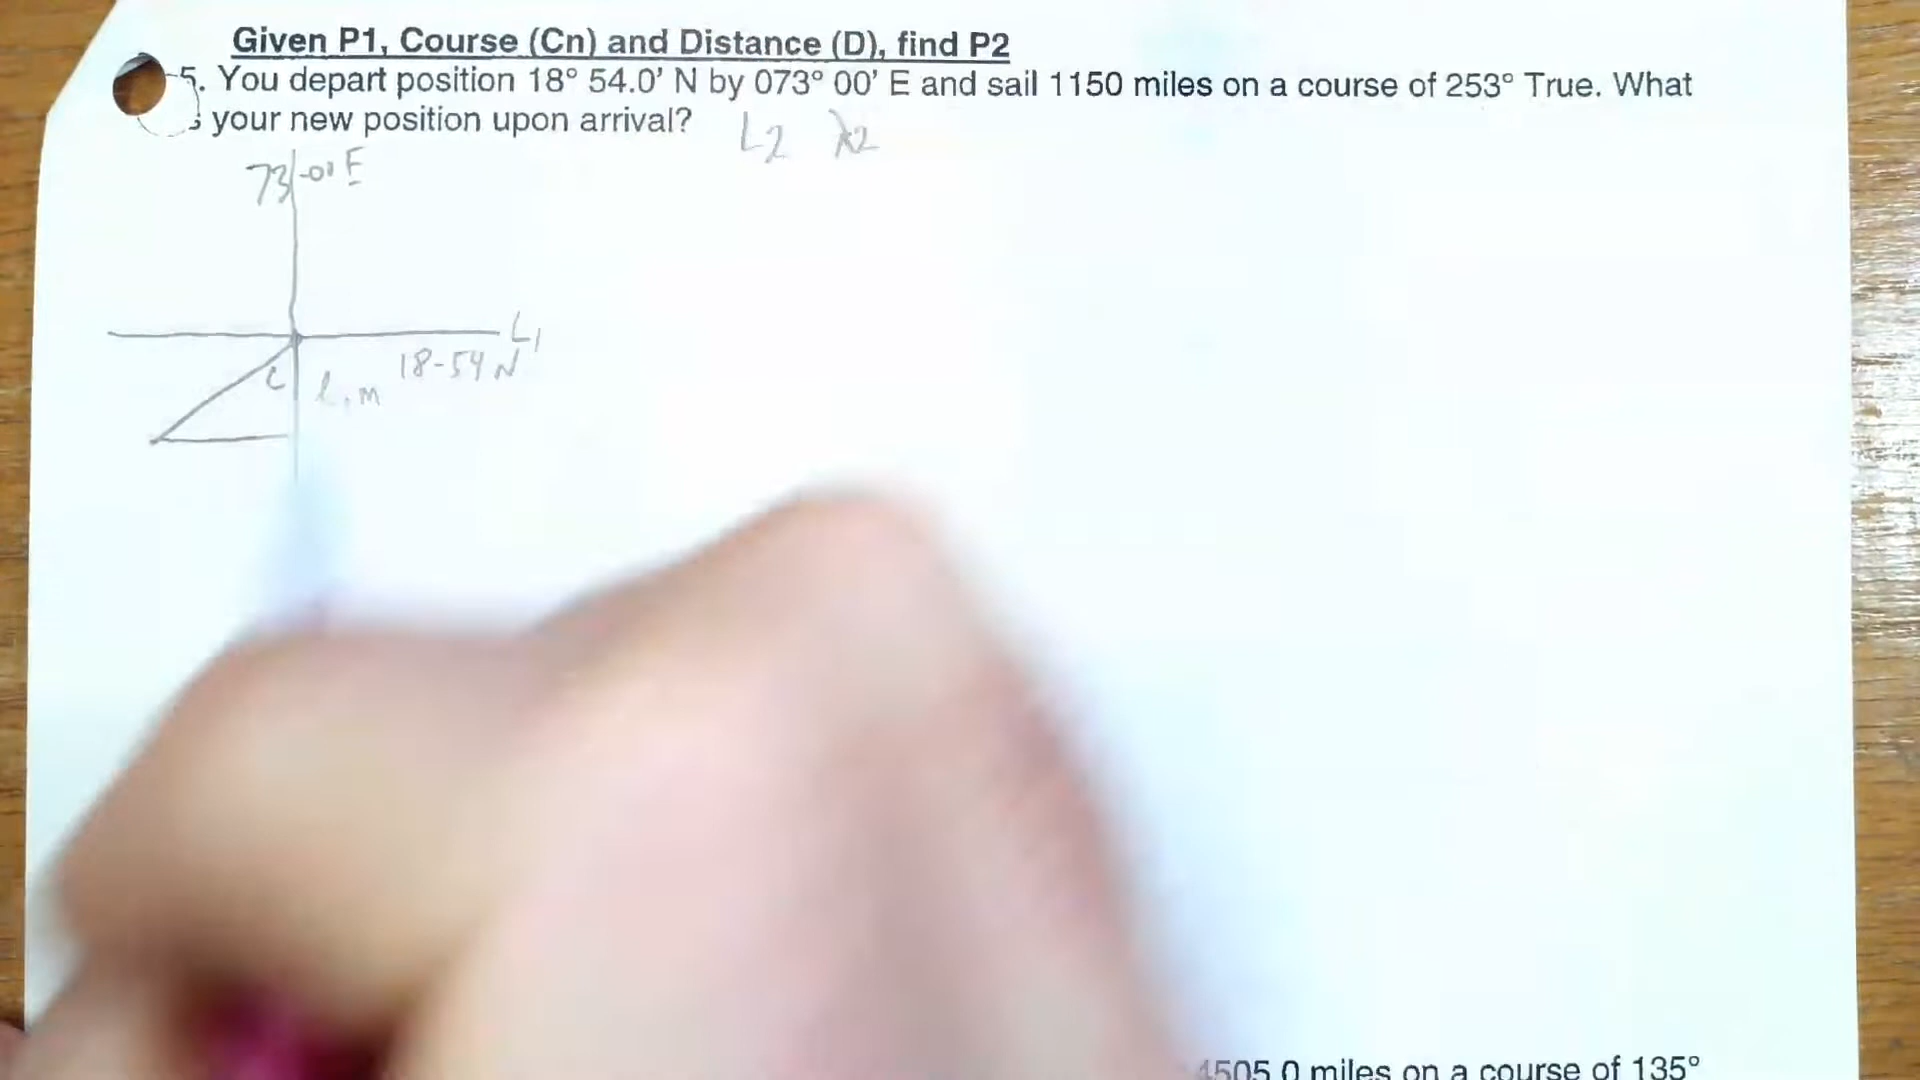 Given P1, Course (Cn) and Distance (D), find P2
5. You depart position 18° 54.0' N by 073° 00' E and sail 1150 miles on a course of 253° True. What
your new position upon arrival? L2 λ2
73-00 E
L1
18-54 N
C l, m
4505.0 miles on a course of 135°